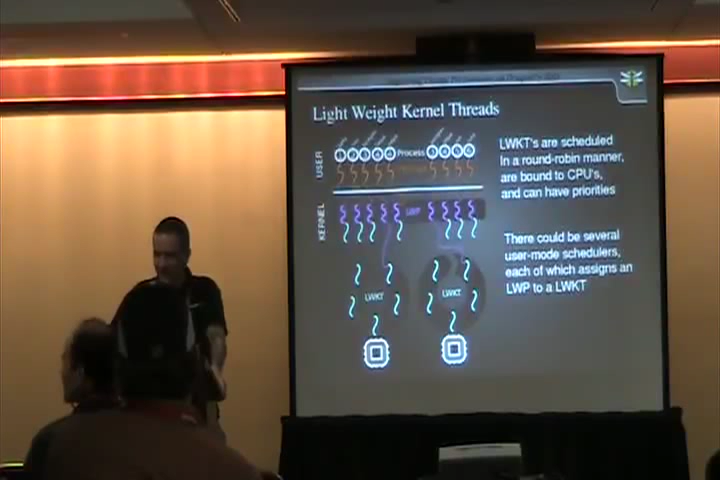 Light Weight Kernel Threads
LWKT's are scheduled
In a round-robin manner,
are bound to CPU's,
and can have priorities
There could be several
user-mode schedulers,
each of which assigns an
LWP to a LWKT
USER
Process
KERNEL
LWP
LWKT
LWKT